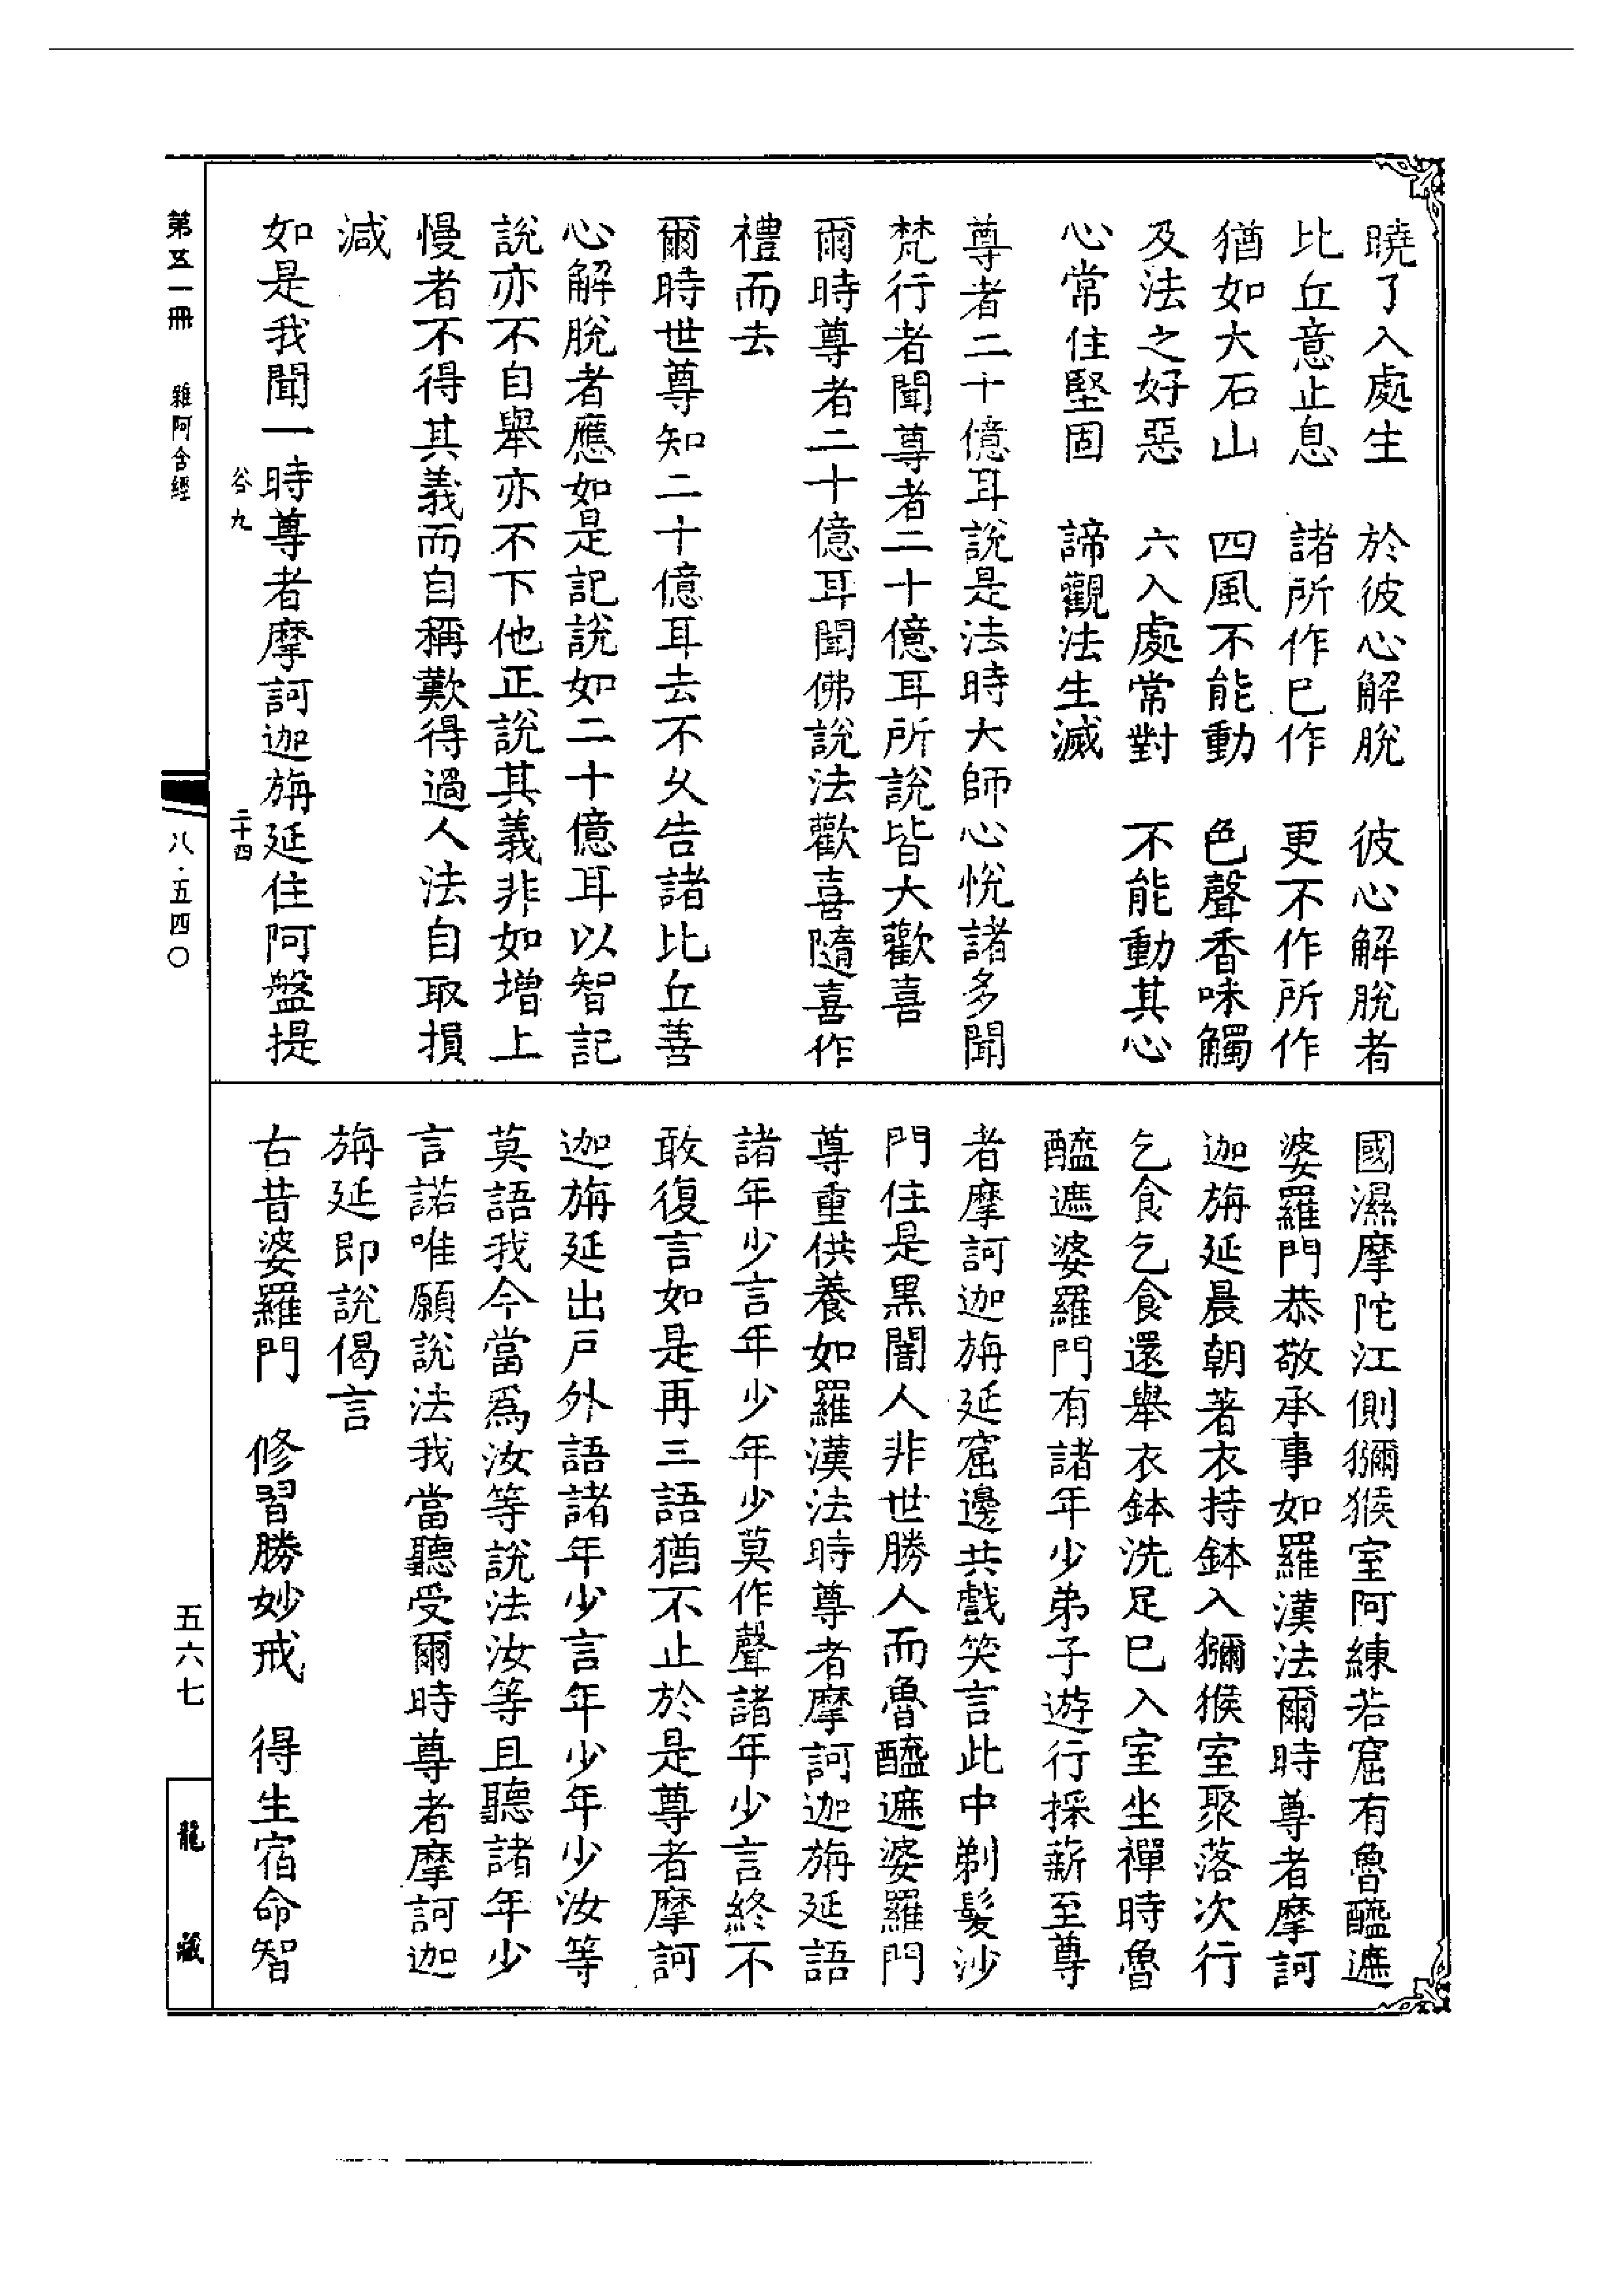 曉了入處生　於彼心解脫　彼心解脫者
比丘意止息　諸所作已作　更不作所作
猶如大石山　四風不能動　色聲香味觸
及法之好惡　六入處常對　不能動其心
心常住堅固　諦觀法生滅
尊者二十億耳說是法時大師心悅諸多聞
梵行者聞尊者二十億耳所說皆大歡喜
爾時尊者二十億耳聞佛說法歡喜隨喜作
禮而去
爾時世尊知二十億耳去不久告諸比丘善
心解脫者應如是記說如二十億耳以智記
說亦不自舉亦不下他正說其義非如增上
慢者不得其義而自稱歎得過人法自取損
減
如是我聞一時尊者摩訶迦旃延住阿盤提
谷九　二十四
國濕摩陀江側獼猴室阿練若窟有魯醯遮
婆羅門恭敬承事如羅漢法爾時尊者摩訶
迦旃延晨朝著衣持鉢入獼猴室聚落次行
乞食乞食還舉衣鉢洗足已入室坐禪時魯
醯遮婆羅門有諸年少弟子遊行採薪至尊
者摩訶迦旃延窟邊共戲笑言此中剃髮沙
門住是黑闇人非世勝人而魯醯遮婆羅門
尊重供養如羅漢法時尊者摩訶迦旃延語
諸年少言年少年少莫作聲諸年少言終不
敢復言如是再三語猶不止於是尊者摩訶
迦旃延出戶外語諸年少言年少年少汝等
莫語我今當為汝等說法汝等且聽諸年少
言諾唯願說法我當聽受爾時尊者摩訶迦
旃延即說偈言
古昔婆羅門　修習勝妙戒　得生宿命智
第五一冊　雜阿含經　八·五四〇　五六七　龍藏